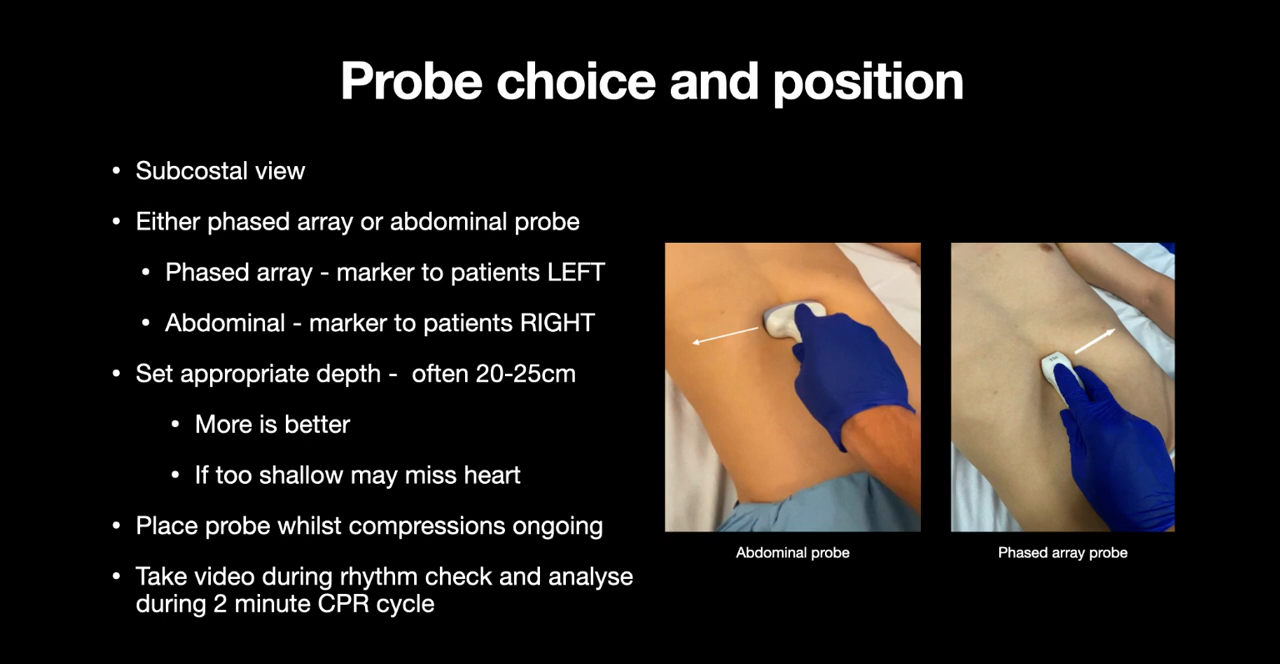 Probe choice and position
• Subcostal view
• Either phased array or abdominal probe
• Phased array - marker to patients LEFT
• Abdominal - marker to patients RIGHT
• Set appropriate depth - often 20-25cm
• More is better
• If too shallow may miss heart
• Place probe whilst compressions ongoing
• Take video during rhythm check and analyse
during 2 minute CPR cycle
Abdominal probe
Phased array probe